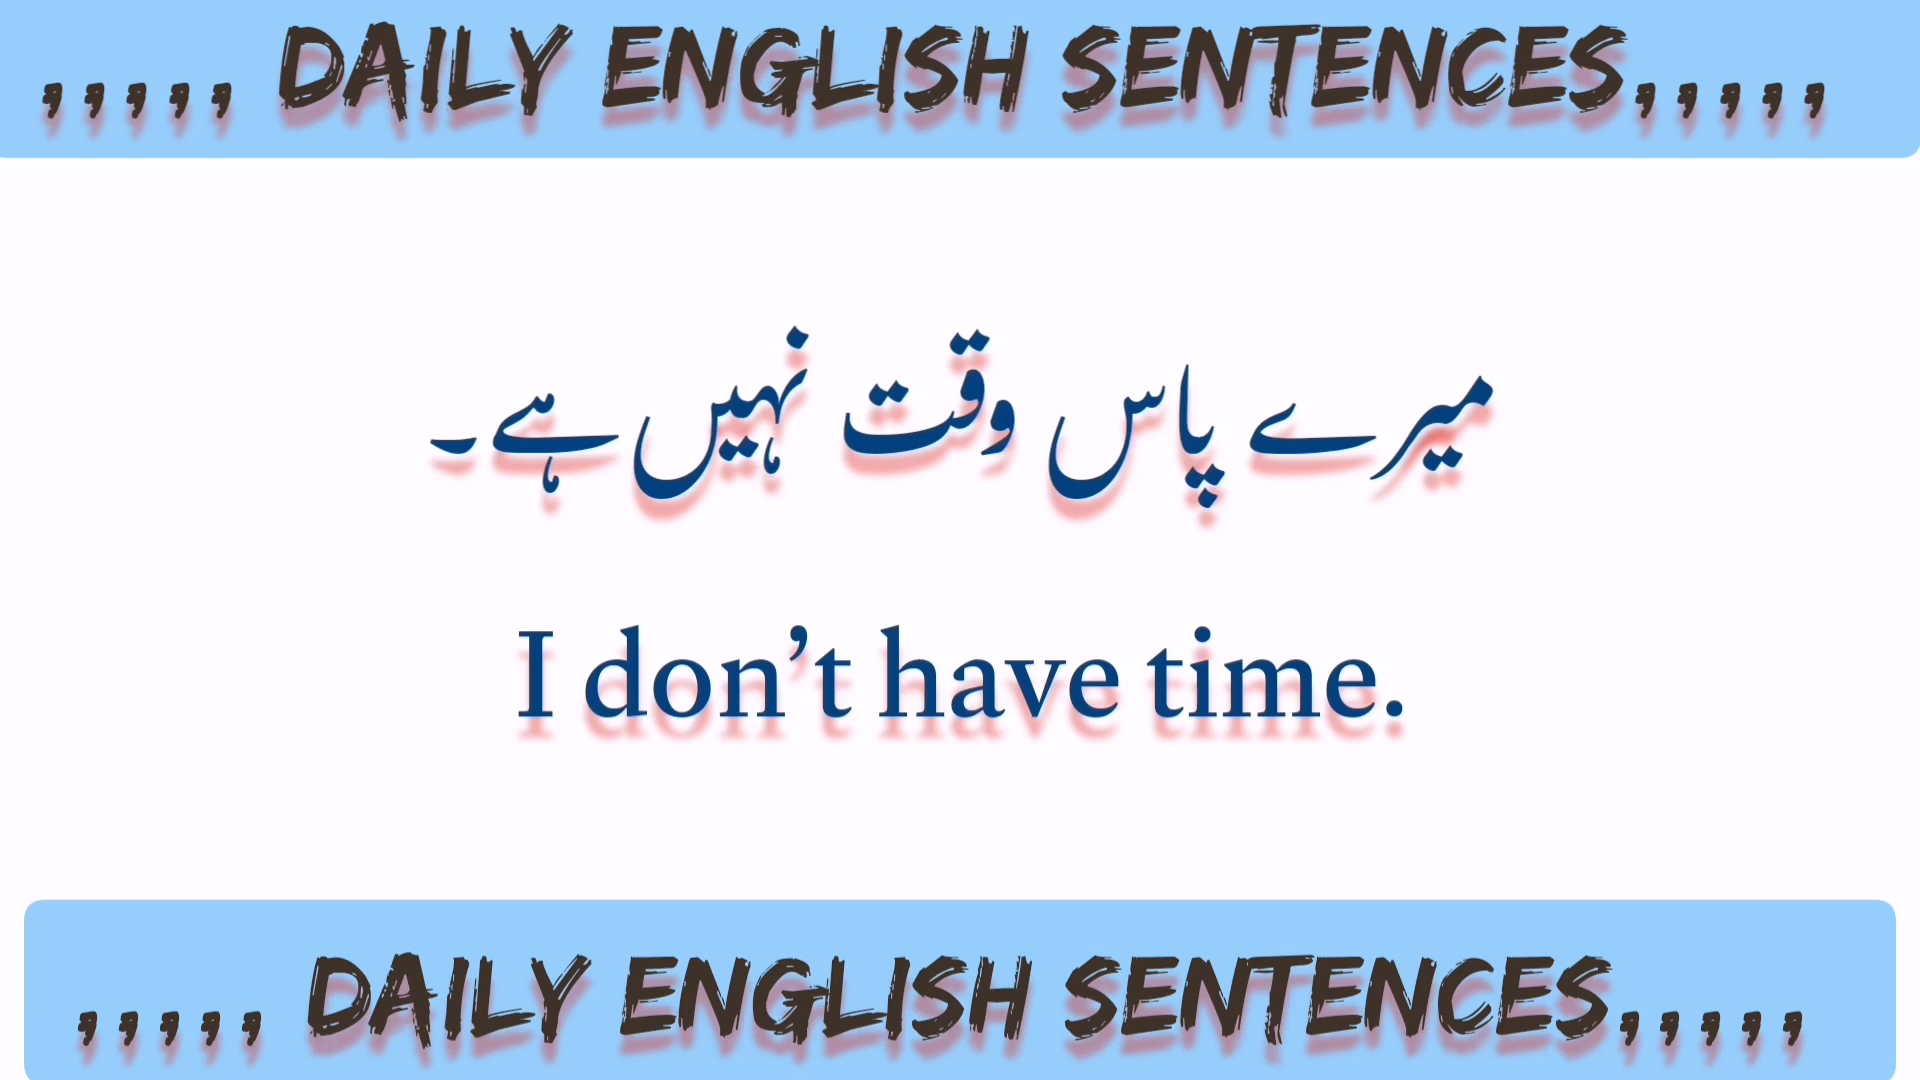 ,,,,, DAILY ENGLISH SENTENCES,,,,,
میرے پاس وقت نہیں ہے۔
I don’t have time.
,,,,, DAILY ENGLISH SENTENCES,,,,,